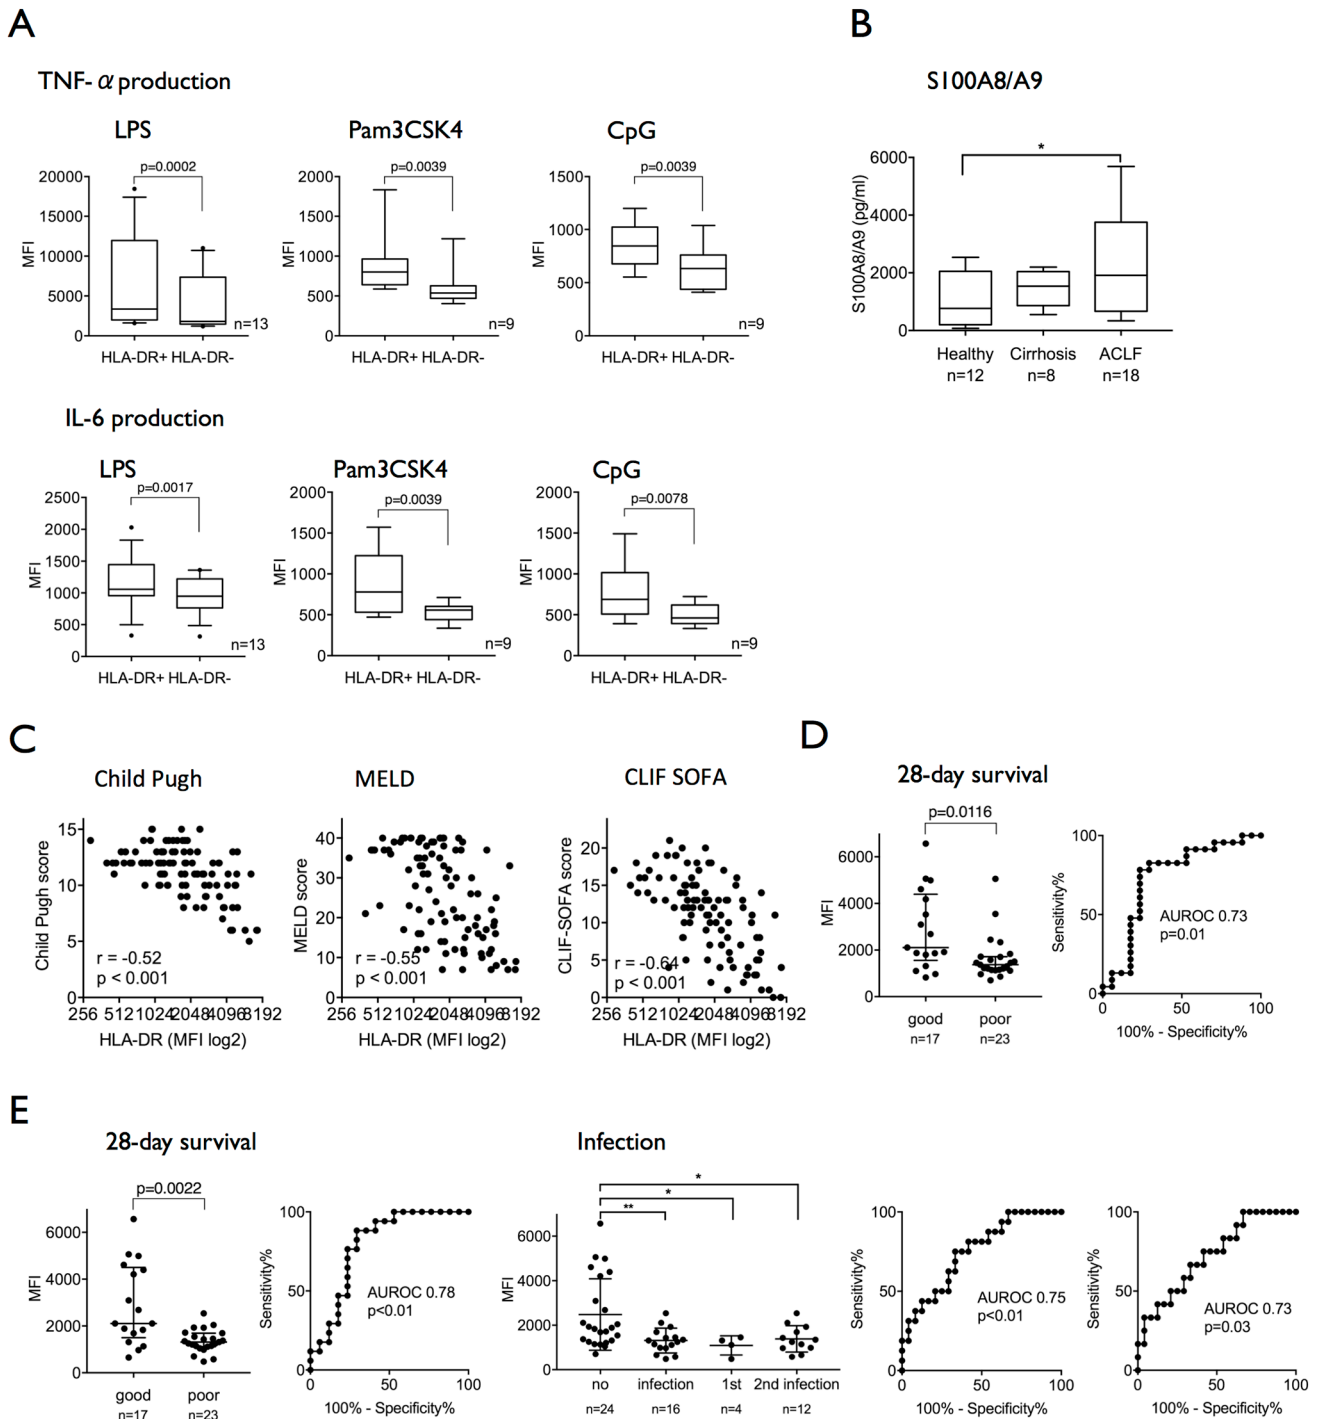 A
TNF- α production
LPS
Pam3CSK4
CpG
p=0.0002
p=0.0039
p=0.0039
20000
15000
10000
5000
0
MFI
n=13
HLA-DR+ HLA-DR-
2000
1500
1000
500
0
MFI
n=9
HLA-DR+ HLA-DR-
1500
1000
500
0
MFI
n=9
HLA-DR+ HLA-DR-
IL-6 production
LPS
Pam3CSK4
CpG
p=0.0017
p=0.0039
p=0.0078
2500
2000
1500
1000
500
0
MFI
n=13
HLA-DR+ HLA-DR-
2000
1500
1000
500
0
MFI
n=9
HLA-DR+ HLA-DR-
2000
1500
1000
500
0
MFI
n=9
HLA-DR+ HLA-DR-
B
S100A8/A9
*
6000
4000
2000
0
S100A8/A9 (pg/ml)
Healthy Cirrhosis ACLF
n=12 n=8 n=18
C
Child Pugh
15
10
5
0
Child Pugh score
r = -0.52
p < 0.001
256 512 1024 2048 4096 8192
HLA-DR (MFI log2)
MELD
40
30
20
10
0
MELD score
r = -0.55
p < 0.001
256 512 1024 2048 4096 8192
HLA-DR (MFI log2)
CLIF SOFA
20
15
10
5
0
CLIF-SOFA score
r = -0.64
p < 0.001
256 512 1024 2048 4096 8192
HLA-DR (MFI log2)
D
28-day survival
p=0.0116
6000
4000
2000
0
MFI
good poor
n=17 n=23
100
50
0
Sensitivity%
AUROC 0.73
p=0.01
0 50 100
100% - Specificity%
E
28-day survival
p=0.0022
6000
4000
2000
0
MFI
good poor
n=17 n=23
100
50
0
Sensitivity%
AUROC 0.78
p<0.01
0 50 100
100% - Specificity%
Infection
*
*
**
6000
4000
2000
0
MFI
no infection 1st 2nd infection
n=24 n=16 n=4 n=12
100
50
0
Sensitivity%
AUROC 0.75
p<0.01
0 50 100
100% - Specificity%
100
50
0
Sensitivity%
AUROC 0.73
p=0.03
0 50 100
100% - Specificity%